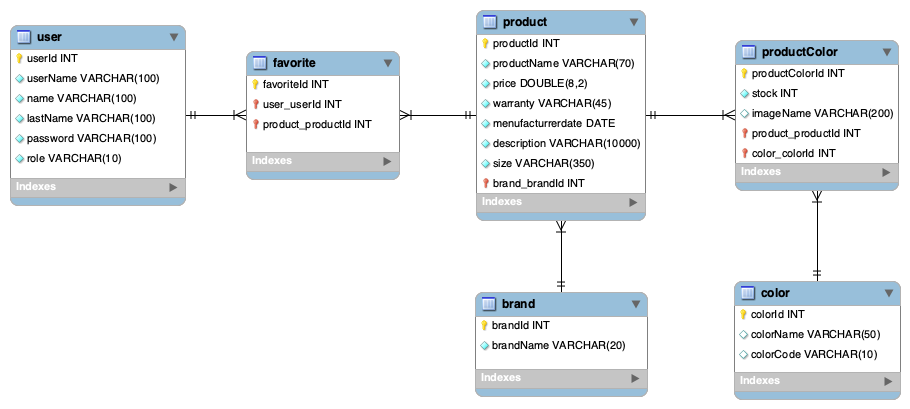 user
userId INT
userName VARCHAR(100)
name VARCHAR(100)
lastName VARCHAR(100)
password VARCHAR(100)
role VARCHAR(10)
Indexes
favorite
favoriteId INT
user_userId INT
product_productId INT
Indexes
product
productId INT
productName VARCHAR(70)
price DOUBLE(8,2)
warranty VARCHAR(45)
menufacturrerdate DATE
description VARCHAR(10000)
size VARCHAR(350)
brand_brandId INT
Indexes
productColor
productColorId INT
stock INT
imageName VARCHAR(200)
product_productId INT
color_colorId INT
Indexes
brand
brandId INT
brandName VARCHAR(20)
Indexes
color
colorId INT
colorName VARCHAR(50)
colorCode VARCHAR(10)
Indexes